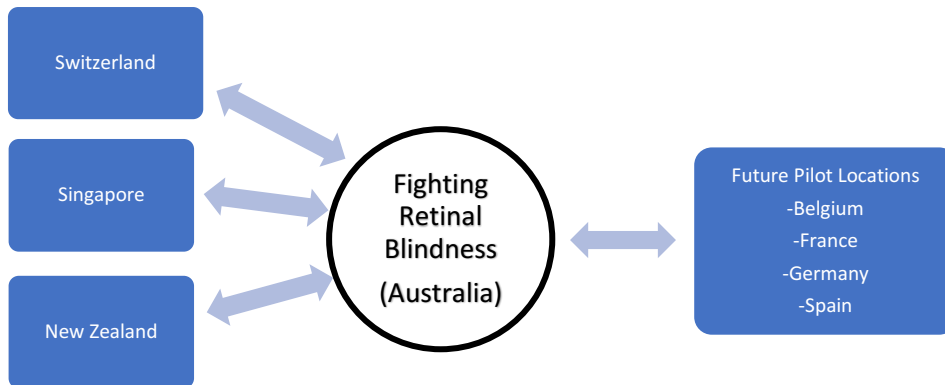 Switzerland
Singapore
New Zealand
Fighting
Retinal
Blindness
(Australia)
Future Pilot Locations
-Belgium
-France
-Germany
-Spain